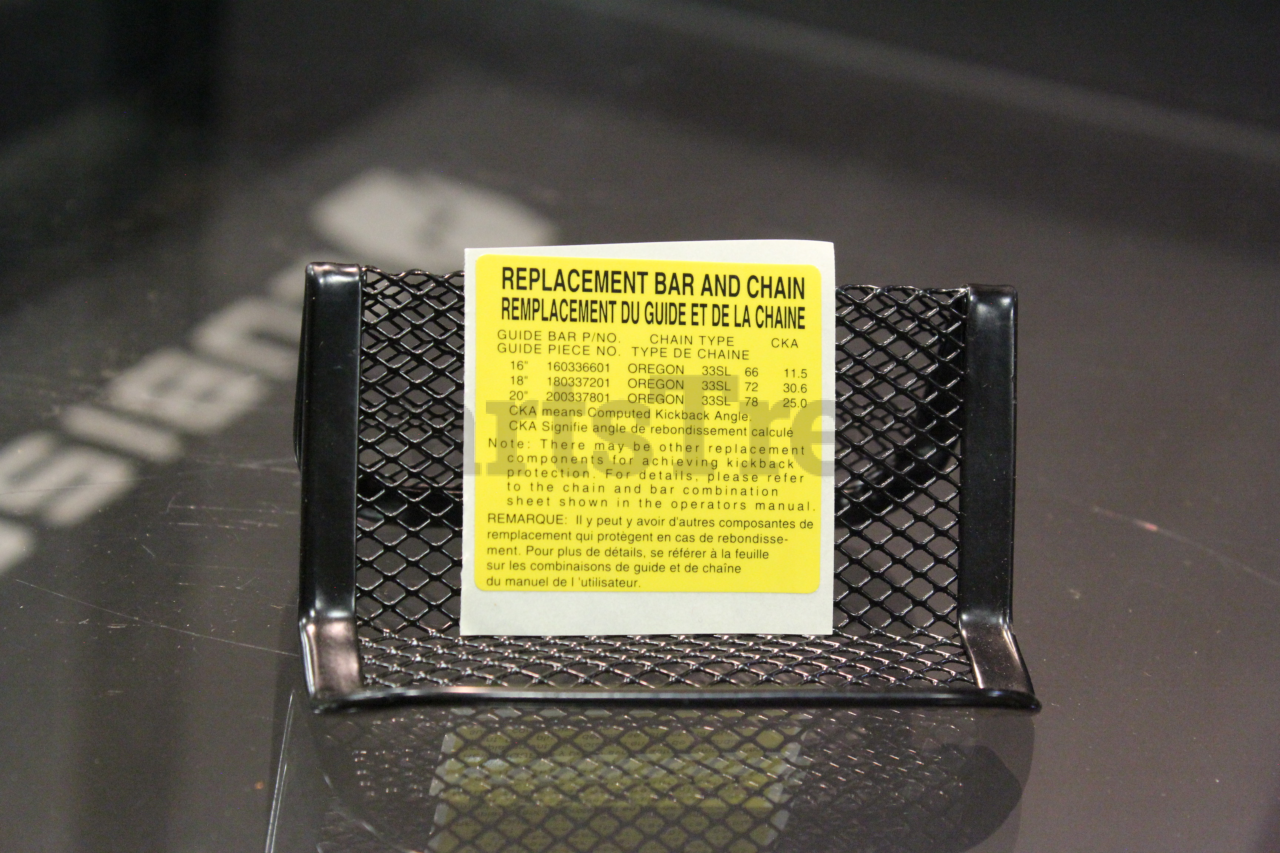 REPLACEMENT BAR AND CHAIN
REMPLACEMENT DU GUIDE ET DE LA CHAINE
GUIDE BAR P/NO. CHAIN TYPE CKA
GUIDE PIECE NO. TYPE DE CHAINE
16" 160336601 OREGON 33SL 66 11.5
18" 180337201 OREGON 33SL 72 30.6
20" 200337801 OREGON 33SL 78 25.0
CKA means Computed Kickback Angle.
CKA Signifie angle de rebondissement calculé
Note: There may be other replacement
components for achieving kickback
protection. For details, please refer
to the chain and bar combination
sheet shown in the operators manual.
REMARQUE: Il y peut y avoir d'autres composantes de
remplacement qui protègent en cas de rebondisse-
ment. Pour plus de détails, se référer à la feuille
sur les combinaisons de guide et de chaîne
du manuel de l 'utilisateur.